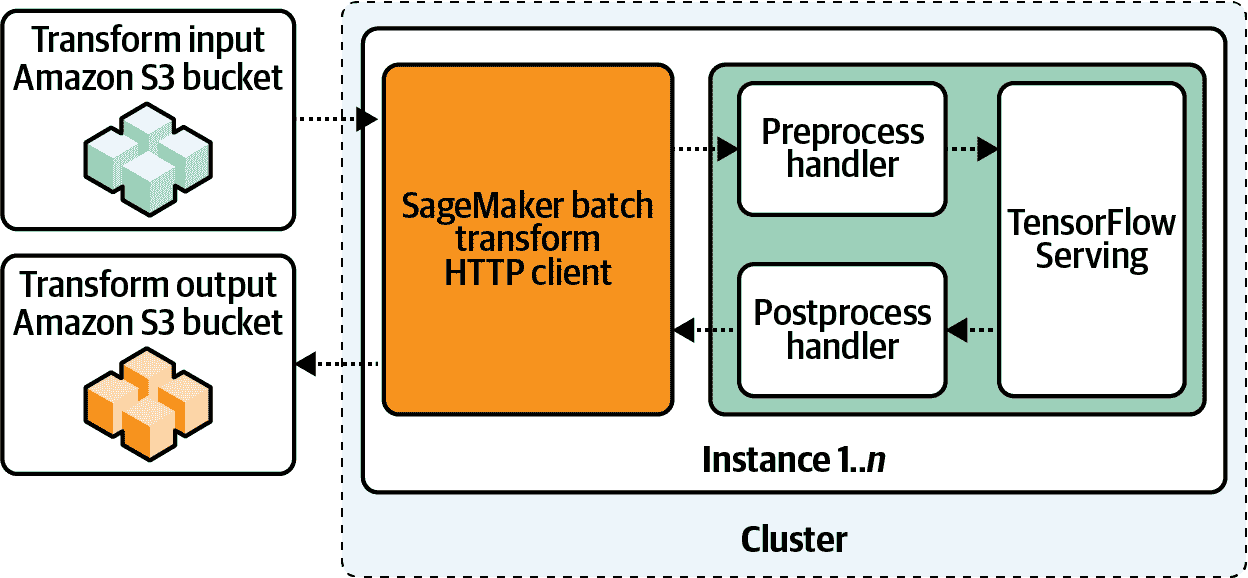 Transform input
Amazon S3 bucket
Transform output
Amazon S3 bucket
SageMaker batch
transform
HTTP client
Preprocess
handler
Postprocess
handler
TensorFlow
Serving
Instance 1..n
Cluster